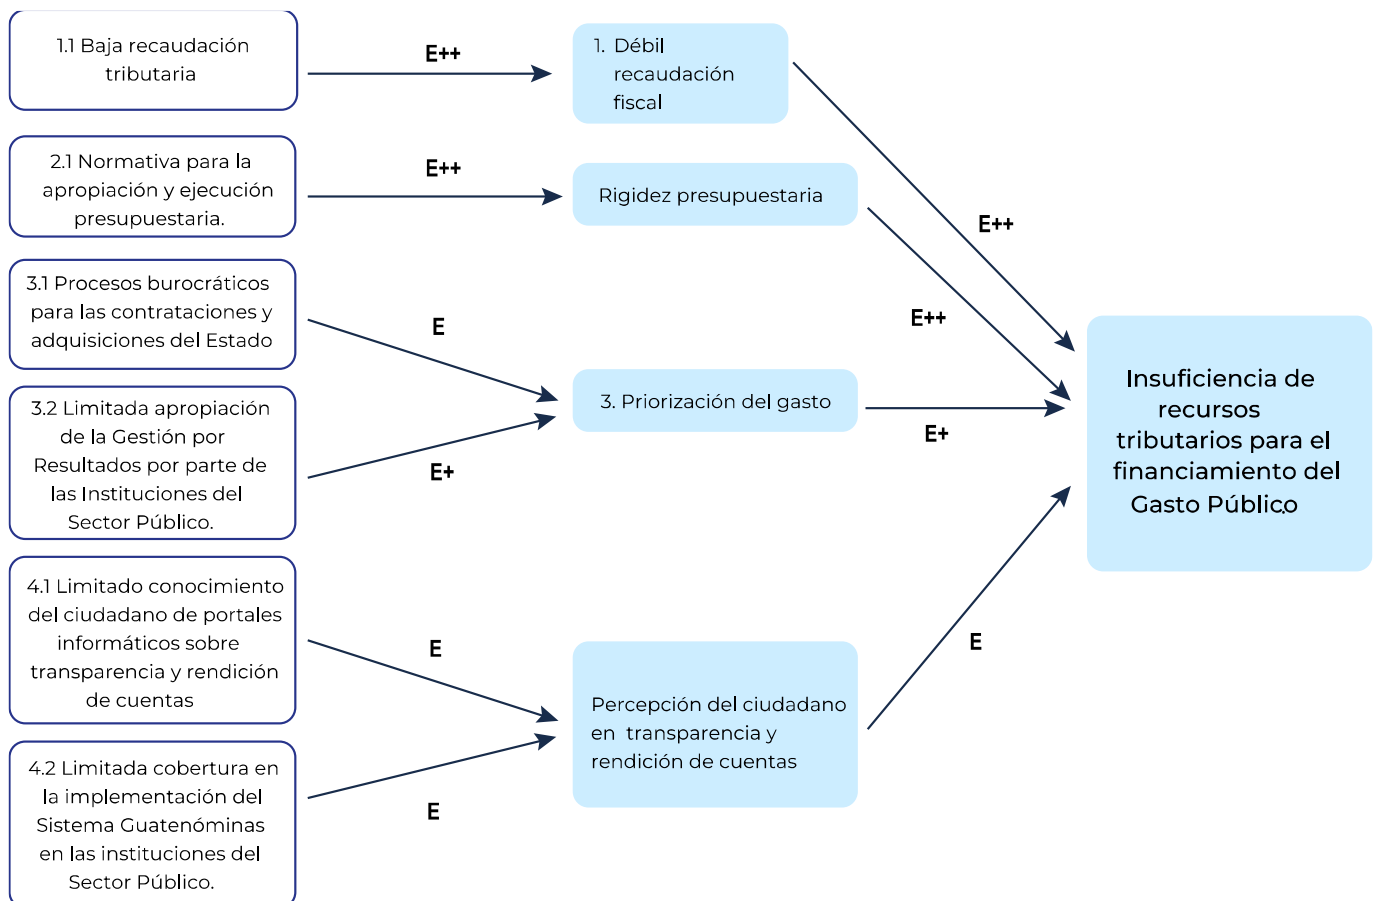 1.1 Baja recaudación
tributaria
E++
1. Débil
recaudación
fiscal
2.1 Normativa para la
apropiación y ejecución
presupuestaria.
E++
Rigidez presupuestaria
E++
3.1 Procesos burocráticos
para las contrataciones y
adquisiciones del Estado
E
E++
3.2 Limitada apropiación
de la Gestión por
Resultados por parte de
las Instituciones del
Sector Público.
E+
3. Priorización del gasto
E+
Insuficiencia de
recursos
tributarios para el
financiamiento del
Gasto Público.
4.1 Limitado conocimiento
del ciudadano de portales
informáticos sobre
transparencia y rendición
de cuentas
E
E
Percepción del ciudadano
en transparencia y
rendición de cuentas
4.2 Limitada cobertura en
la implementación del
Sistema Guatenóminas
en las instituciones del
Sector Público.
E